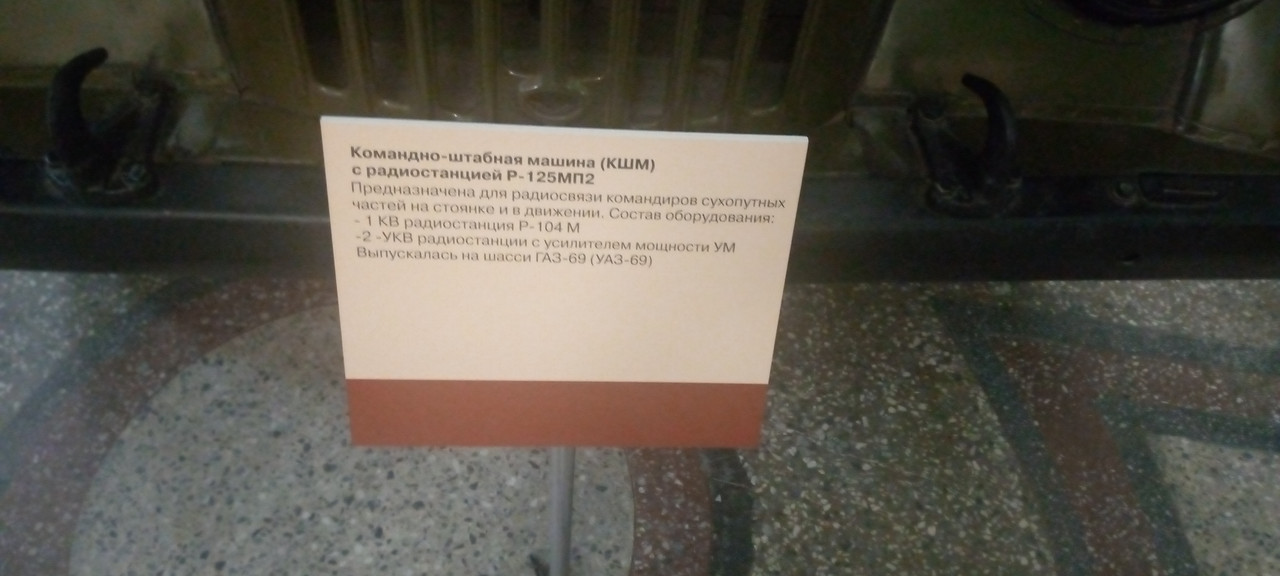 Командно-штабная машина (КШМ)
с радиостанцией Р-125МП2
Предназначена для радиосвязи командиров сухопутных
частей на стоянке и в движении. Состав оборудования:
- 1 КВ радиостанция Р-104 М
-2 -УКВ радиостанции с усилителем мощности УМ
Выпускалась на шасси ГАЗ-69 (УАЗ-69)